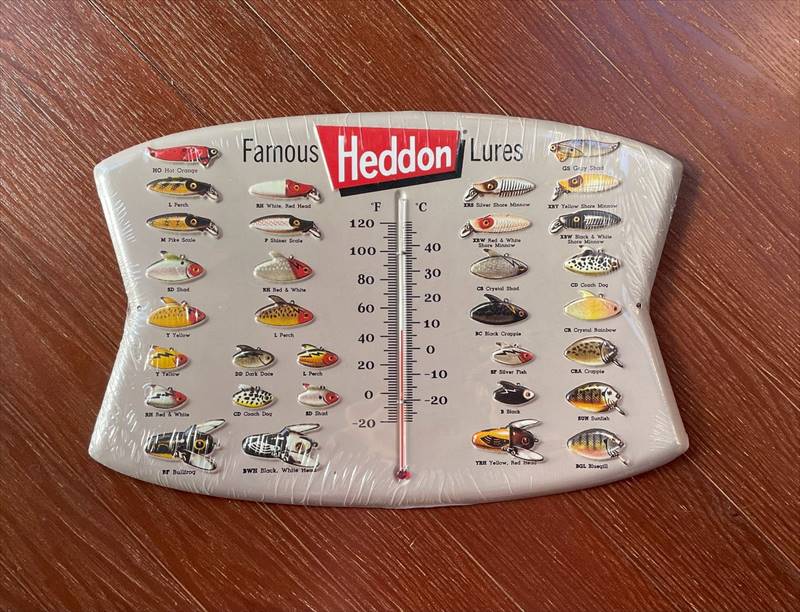 Famous Heddon Lures
HO Hot Orange
GS Gray Shad
L Perch
RH White, Red Head
XRS Silver Shore Minnow
XRY Yellow Shore Minnow
M Pike Scale
P Shiner Scale
XRW Red & White
Shore Minnow
XBW Black & White
Shore Minnow
°F °C
120
100
80
60
40
20
0
-20
40
30
20
10
0
-10
-20
SD Shad
RH Red & White
CS Crystal Shad
CD Coach Dog
Y Yellow
L Perch
BC Black Crappie
CR Crystal Rainbow
Y Yellow
DD Dark Dace
L Perch
SF Silver Fish
CRA Crappie
RH Red & White
CD Coach Dog
SD Shad
B Black
SUN Sunfish
BF Bullfrog
BWH Black, White Head
YRH Yellow, Red Head
BGL Bluegill